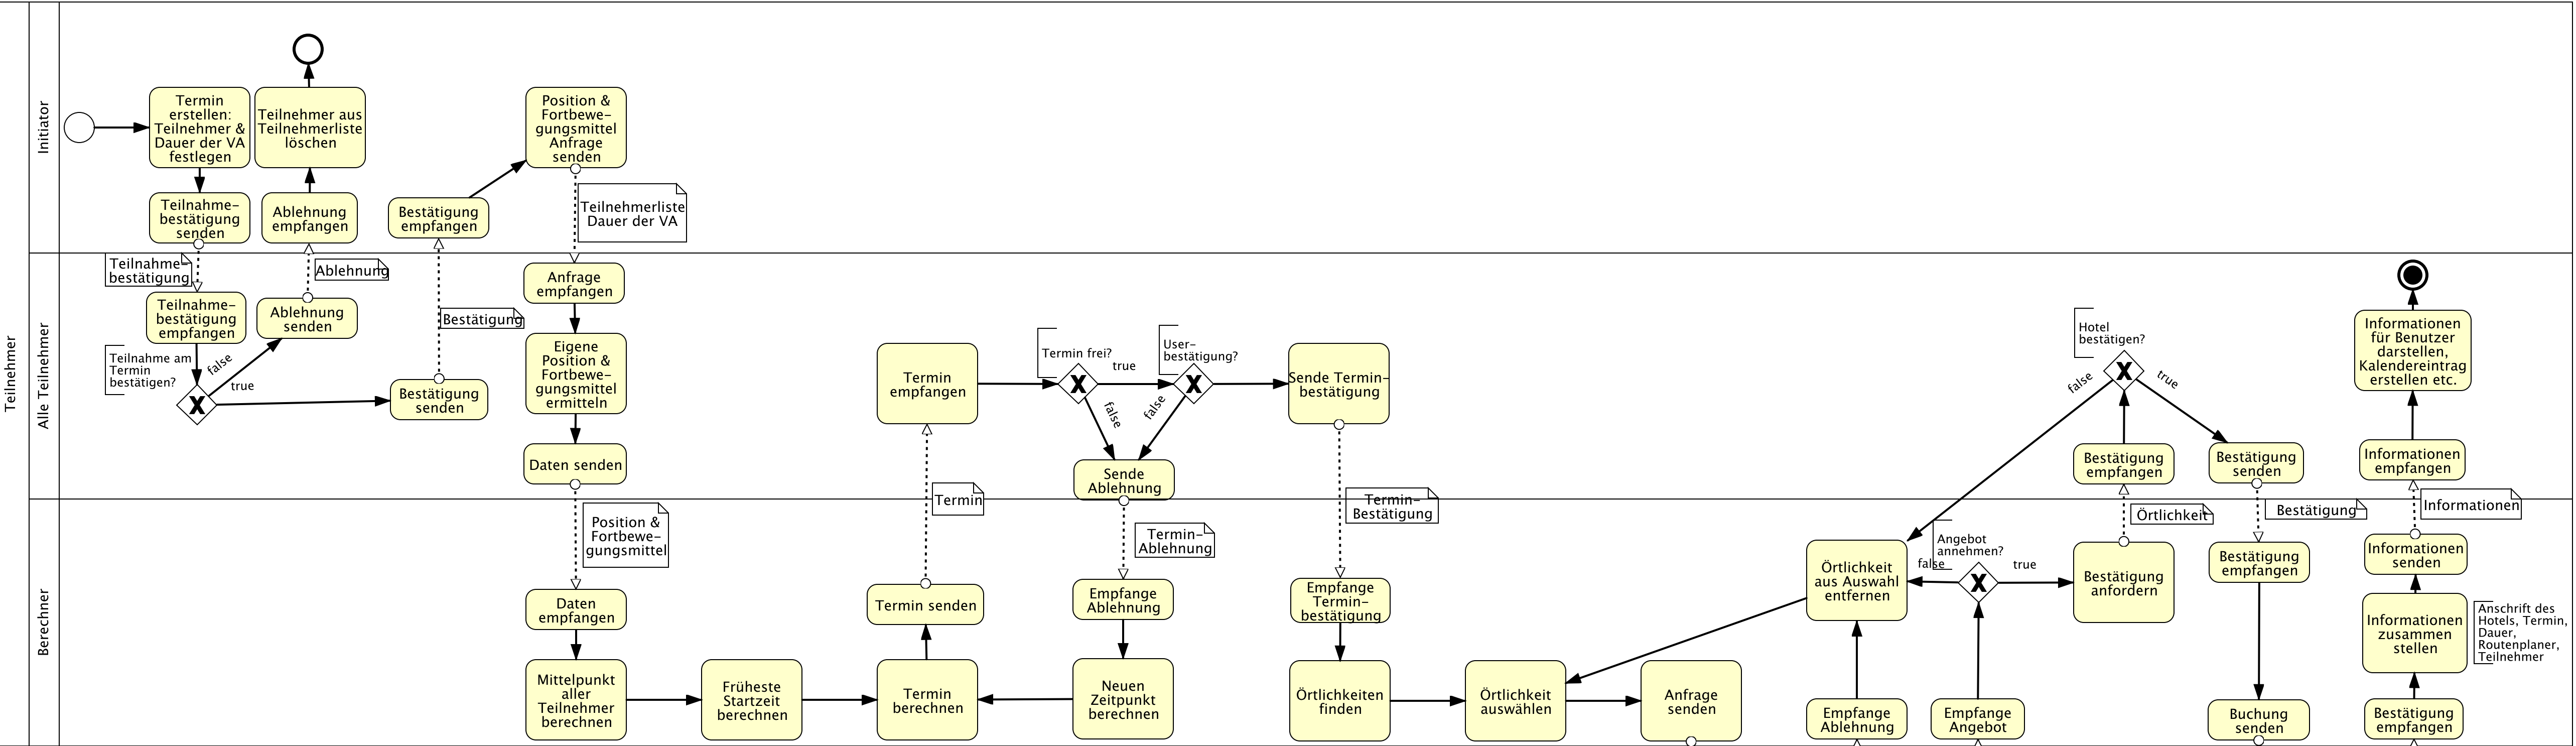 Teilnehmer
Initiator
Termin
erstellen:
Teilnehmer &
Dauer der VA
festlegen
Teilnehmer aus
Teilnehmerliste
löschen
Position &
Fortbewe-
gungsmittel
Anfrage
senden
Teilnahme-
bestätigung
senden
Ablehnung
empfangen
Bestätigung
empfangen
Teilnehmerliste
Dauer der VA
Alle Teilnehmer
Teilnahme-
bestätigung
Ablehnung
Teilnahme-
bestätigung
empfangen
Ablehnung
senden
Bestätigung
Teilnahme am
Termin
bestätigen?
false
true
Bestätigung
senden
Anfrage
empfangen
Eigene
Position &
Fortbewe-
gungsmittel
ermitteln
Daten senden
Termin
empfangen
Termin frei?
true
false
User-
bestätigung?
false
Sende Termin-
bestätigung
Sende
Ablehnung
Hotel
bestätigen?
false
true
Bestätigung
empfangen
Bestätigung
senden
Informationen
für Benutzer
darstellen,
Kalendereintrag
erstellen etc.
Informationen
empfangen
Berechner
Position &
Fortbewe-
gungsmittel
Termin
Termin-
Ablehnung
Termin-
Bestätigung
Örtlichkeit
Bestätigung
Informationen
Daten
empfangen
Termin senden
Empfange
Ablehnung
Empfange
Termin-
bestätigung
Örtlichkeit
aus Auswahl
entfernen
Angebot
annehmen?
false
true
Bestätigung
anfordern
Bestätigung
empfangen
Informationen
senden
Informationen
zusammen
stellen
Anschrift des
Hotels, Termin,
Dauer,
Routenplaner,
Teilnehmer
Mittelpunkt
aller
Teilnehmer
berechnen
Früheste
Startzeit
berechnen
Termin
berechnen
Neuen
Zeitpunkt
berechnen
Örtlichkeiten
finden
Örtlichkeit
auswählen
Anfrage
senden
Empfange
Ablehnung
Empfange
Angebot
Buchung
senden
Bestätigung
empfangen